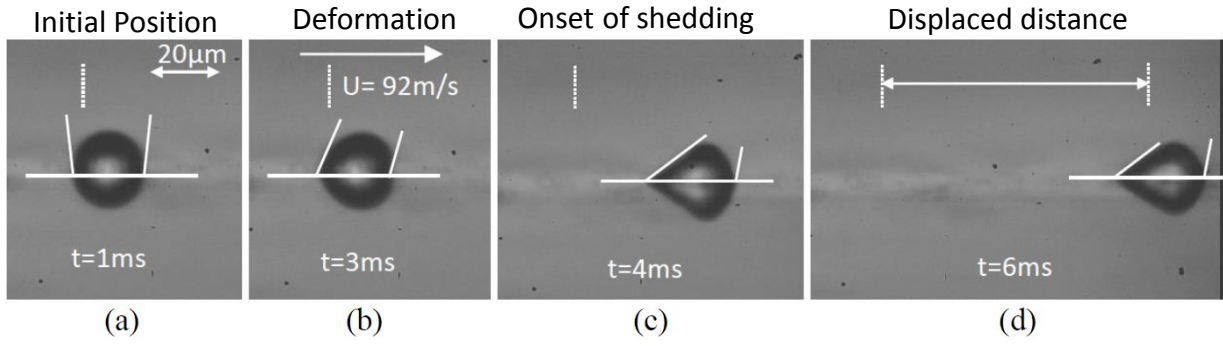 Initial Position
Deformation
Onset of shedding
Displaced distance
20μm
U= 92m/s
t=1ms
t=3ms
t=4ms
t=6ms
(a)
(b)
(c)
(d)